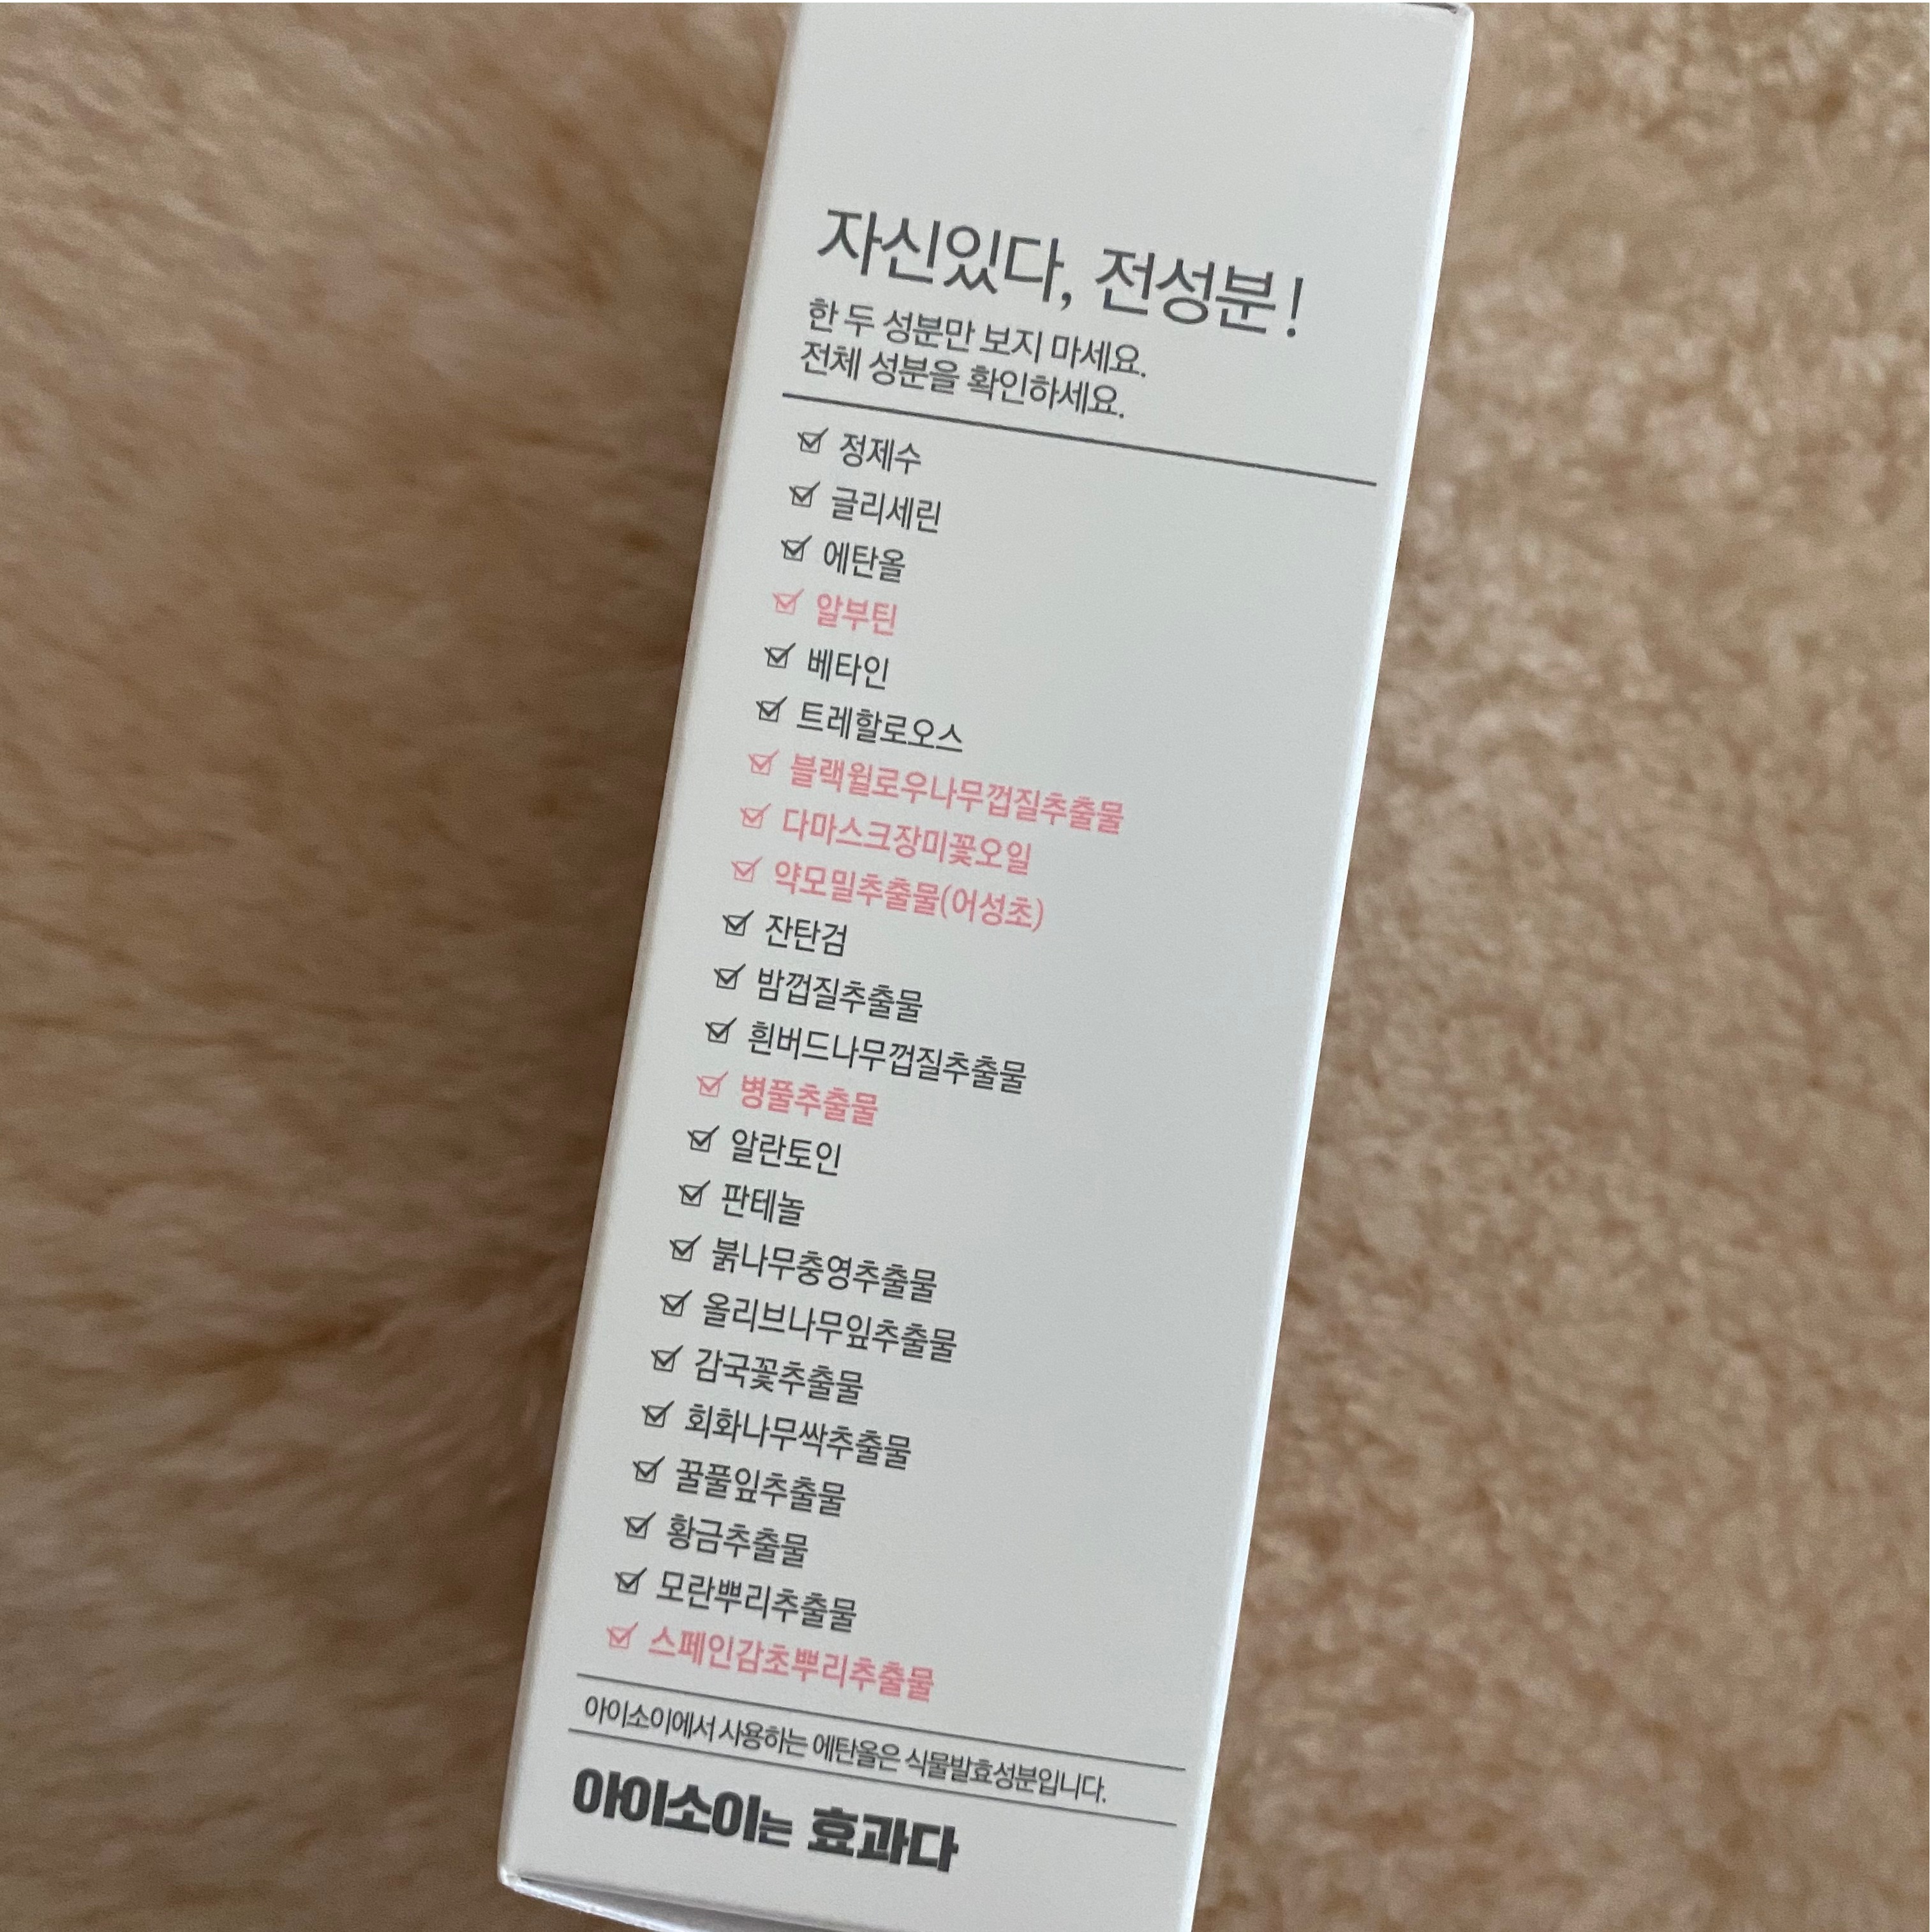 자신있다, 전성분!
한 두 성분만 보지 마세요.
전체 성분을 확인하세요.
정제수
글리세린
에탄올
알부틴
베타인
트레할로오스
블랙윌로우나무껍질추출물
다마스크장미꽃오일
약모밀추출물(어성초)
잔탄검
밤껍질추출물
흰버드나무껍질추출물
병풀추출물
알란토인
판테놀
붉나무충영추출물
올리브나무잎추출물
감국꽃추출물
회화나무싹추출물
꿀풀잎추출물
황금추출물
모란뿌리추출물
스페인감초뿌리추출물
아이소이에서 사용하는 에탄올은 식물발효성분입니다.
아이소이는 효과다